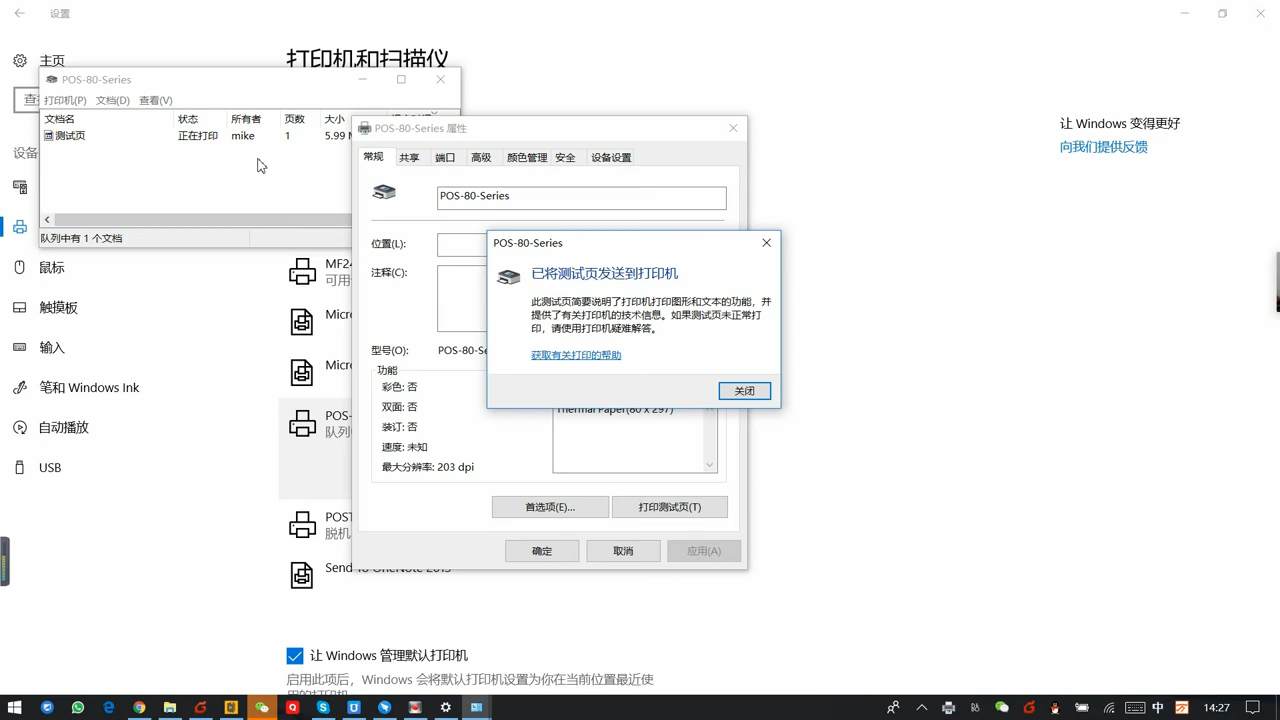 设置
主页
打印机和扫描仪
POS-80-Series
打印机(P) 文档(D) 查看(V)
文档名 状态 所有者 页数 大小
测试页 正在打印 mike 1 5.99
队列中有 1 个文档
设备
鼠标
触摸板
输入
笔和 Windows Ink
自动播放
USB
MF24
可用
Micro
Micro
POS-
队列
POST
脱机
Send To OneNote 2013
让 Windows 管理默认打印机
启用此项后，Windows 会将默认打印机设置为你在当前位置最近使
用的打印机
POS-80-Series 属性
常规 共享 端口 高级 颜色管理 安全 设备设置
POS-80-Series
位置(L):
注释(C):
型号(O): POS-80-Se
功能
彩色: 否
双面: 否
装订: 否
速度: 未知
最大分辨率: 203 dpi
Thermal Paper(80 x 297)
首选项(E)... 打印测试页(T)
确定 取消 应用(A)
POS-80-Series
已将测试页发送到打印机
此测试页简要说明了打印机打印图形和文本的功能，并
提供了有关打印机的技术信息。如果测试页未正常打
印，请使用打印机疑难解答。
获取有关打印的帮助
关闭
让 Windows 变得更好
向我们提供反馈
中
14:27